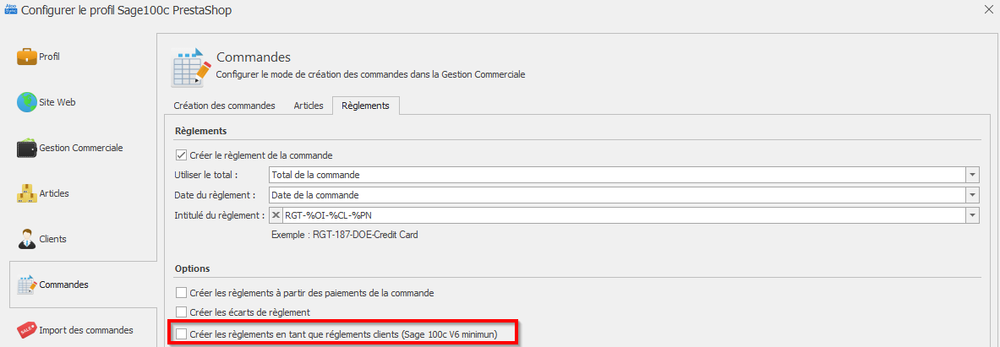 Atoo Sync
Configurer le profil Sage100c PrestaShop
Profil
Site Web
Gestion Commerciale
Articles
Clients
Commandes
SALE
Import des commandes
Commandes
Configurer le mode de création des commandes dans la Gestion Commerciale
Création des commandes Articles Règlements
Règlements
Créer le règlement de la commande
Utiliser le total : Total de la commande
Date du règlement : Date de la commande
Intitulé du règlement : RGT-%OI-%CL-%PN
Exemple : RGT-187-DOE-Credit Card
Options
Créer les règlements à partir des paiements de la commande
Créer les écarts de règlement
Créer les règlements en tant que réglements clients (Sage 100c V6 minimun)